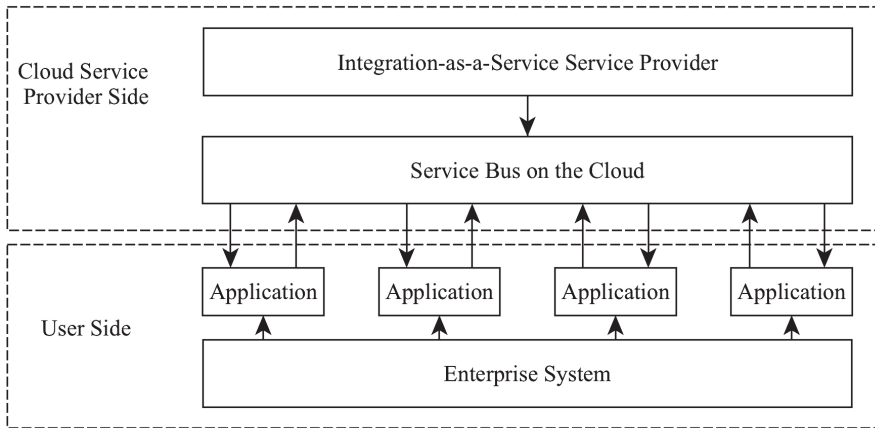 Cloud Service
Provider Side
Integration-as-a-Service Service Provider
Service Bus on the Cloud
Application
Application
Application
Application
User Side
Enterprise System